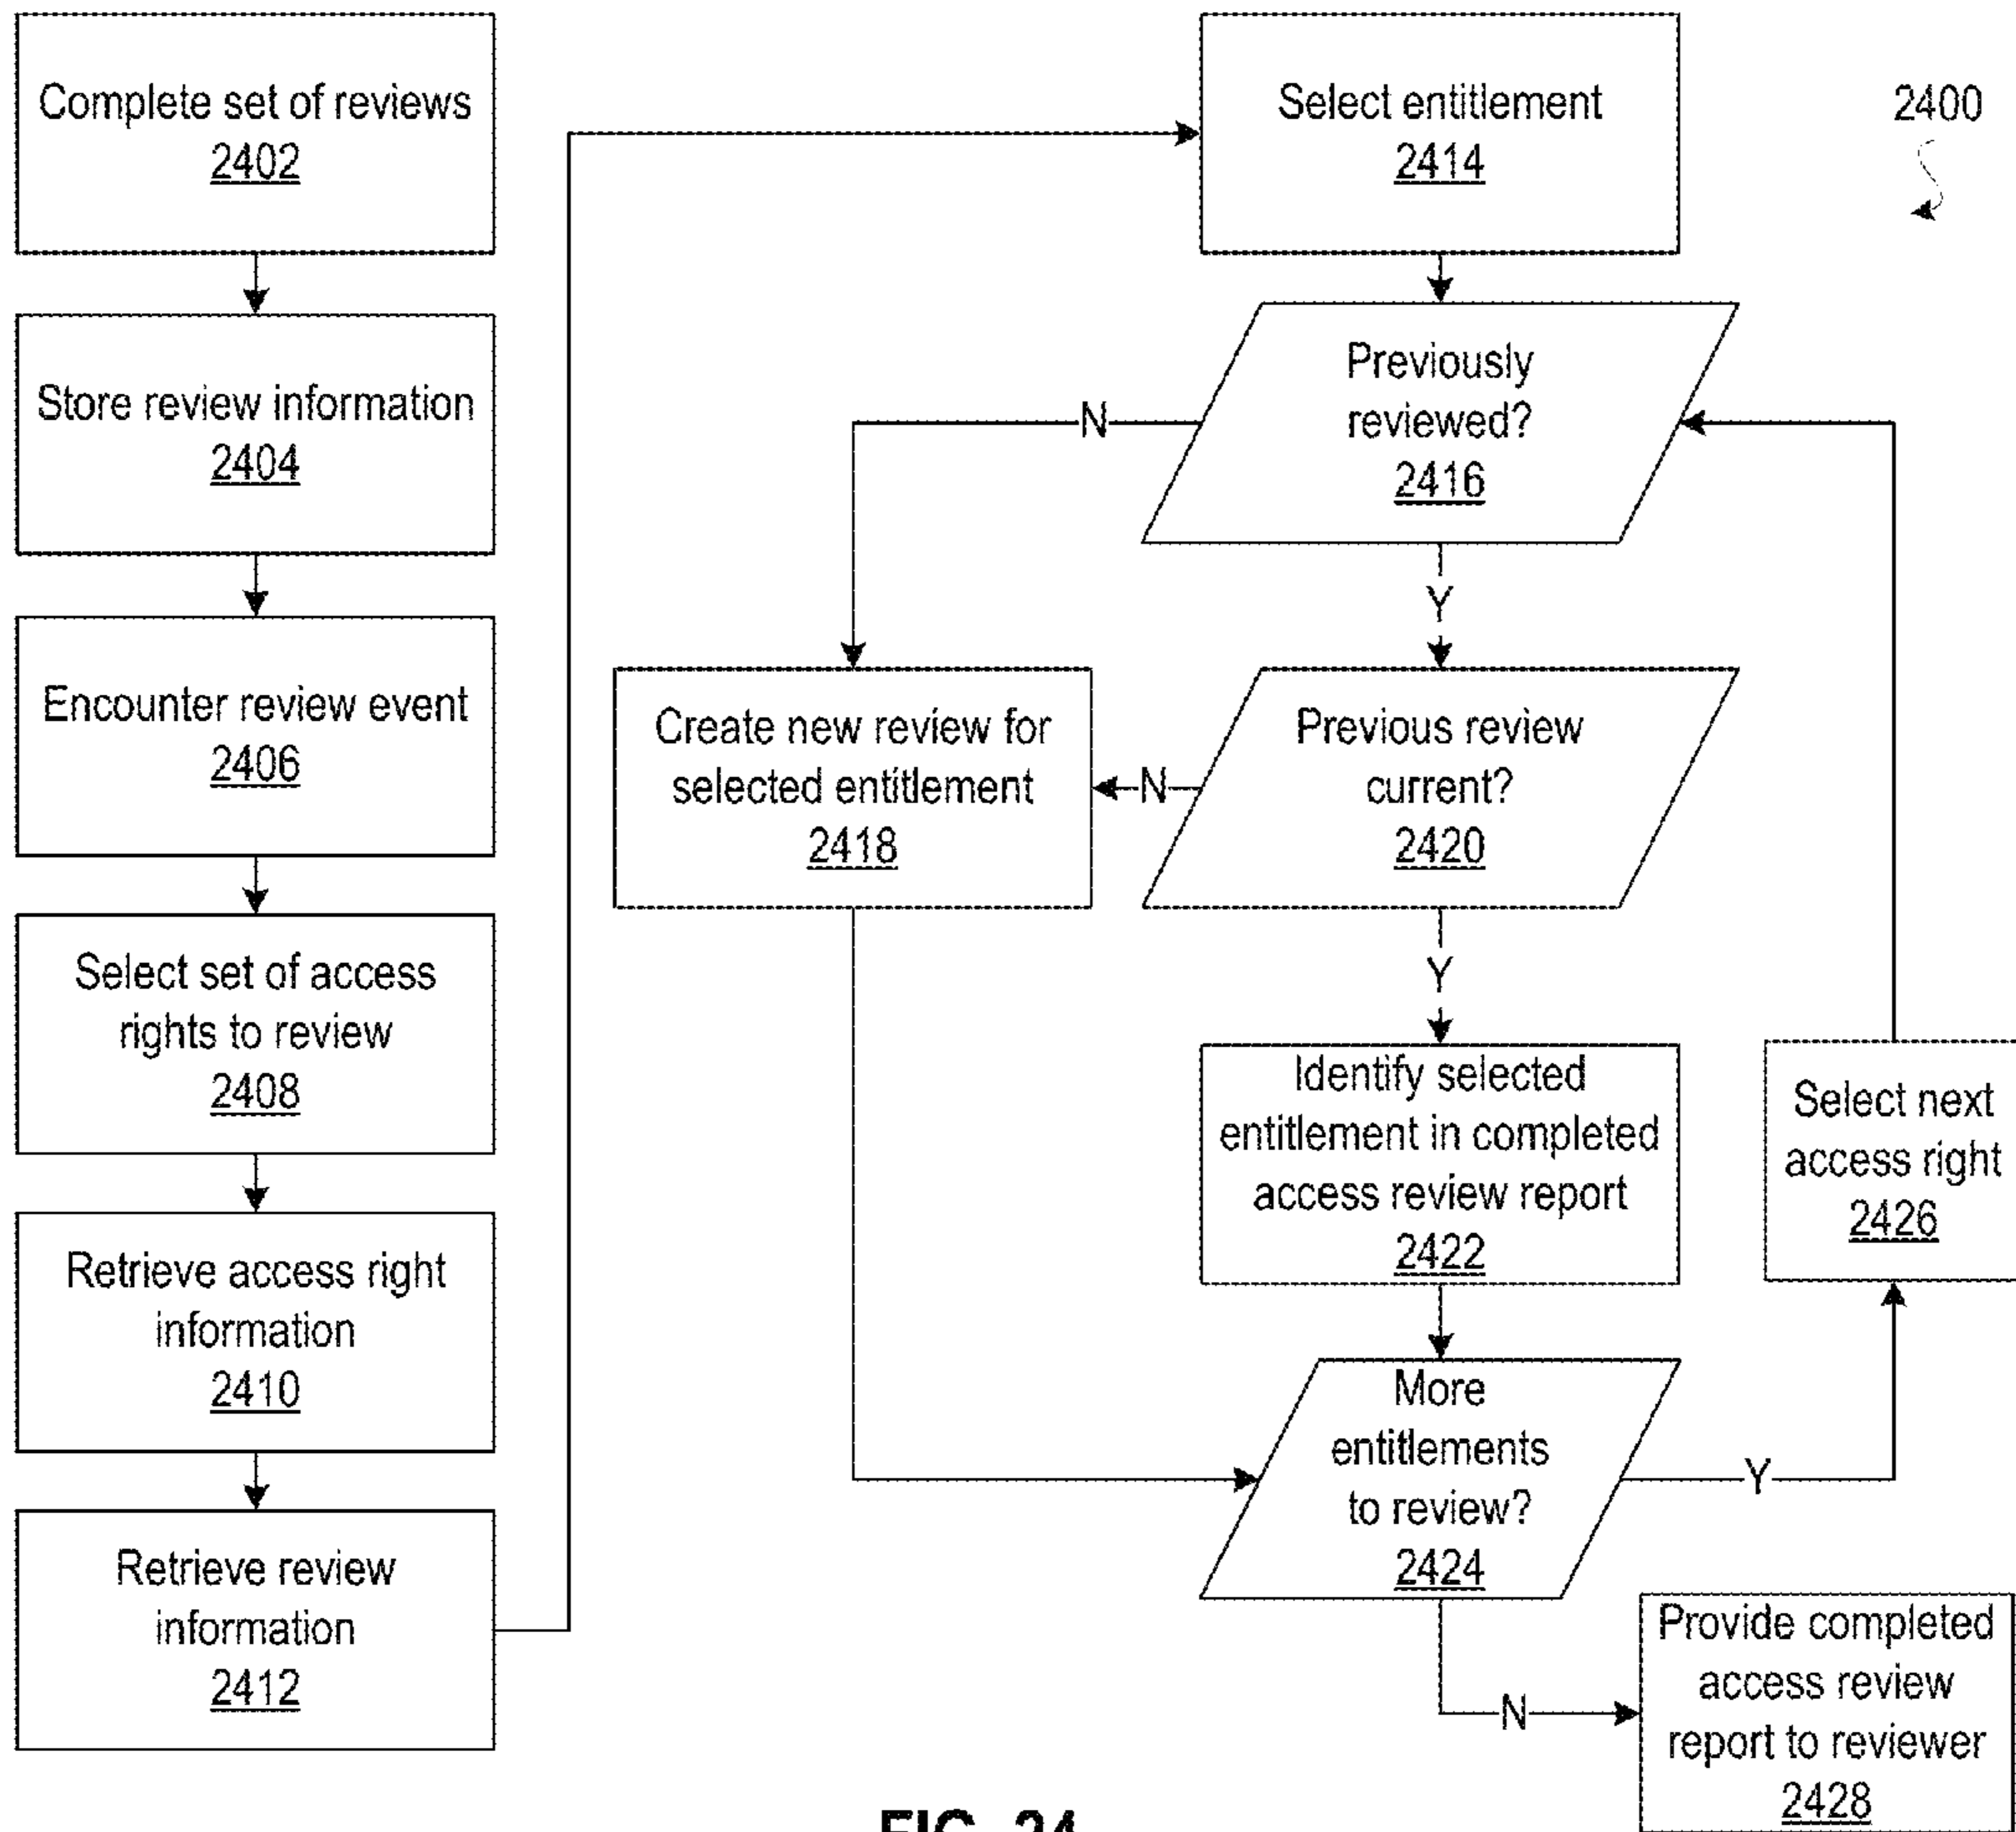 Complete set of reviews
2402
Store review information
2404
Encounter review event
2406
Select set of access
rights to review
2408
Retrieve access right
information
2410
Retrieve review
information
2412
Select entitlement
2414
2400
Previously
reviewed?
2416
N
Y
Create new review for
selected entitlement
2418
N
Previous review
current?
2420
Y
Identify selected
entitlement in completed
access review report
2422
Select next
access right
2426
More
entitlements
to review?
2424
Y
N
Provide completed
access review
report to reviewer
2428
FIG. 24